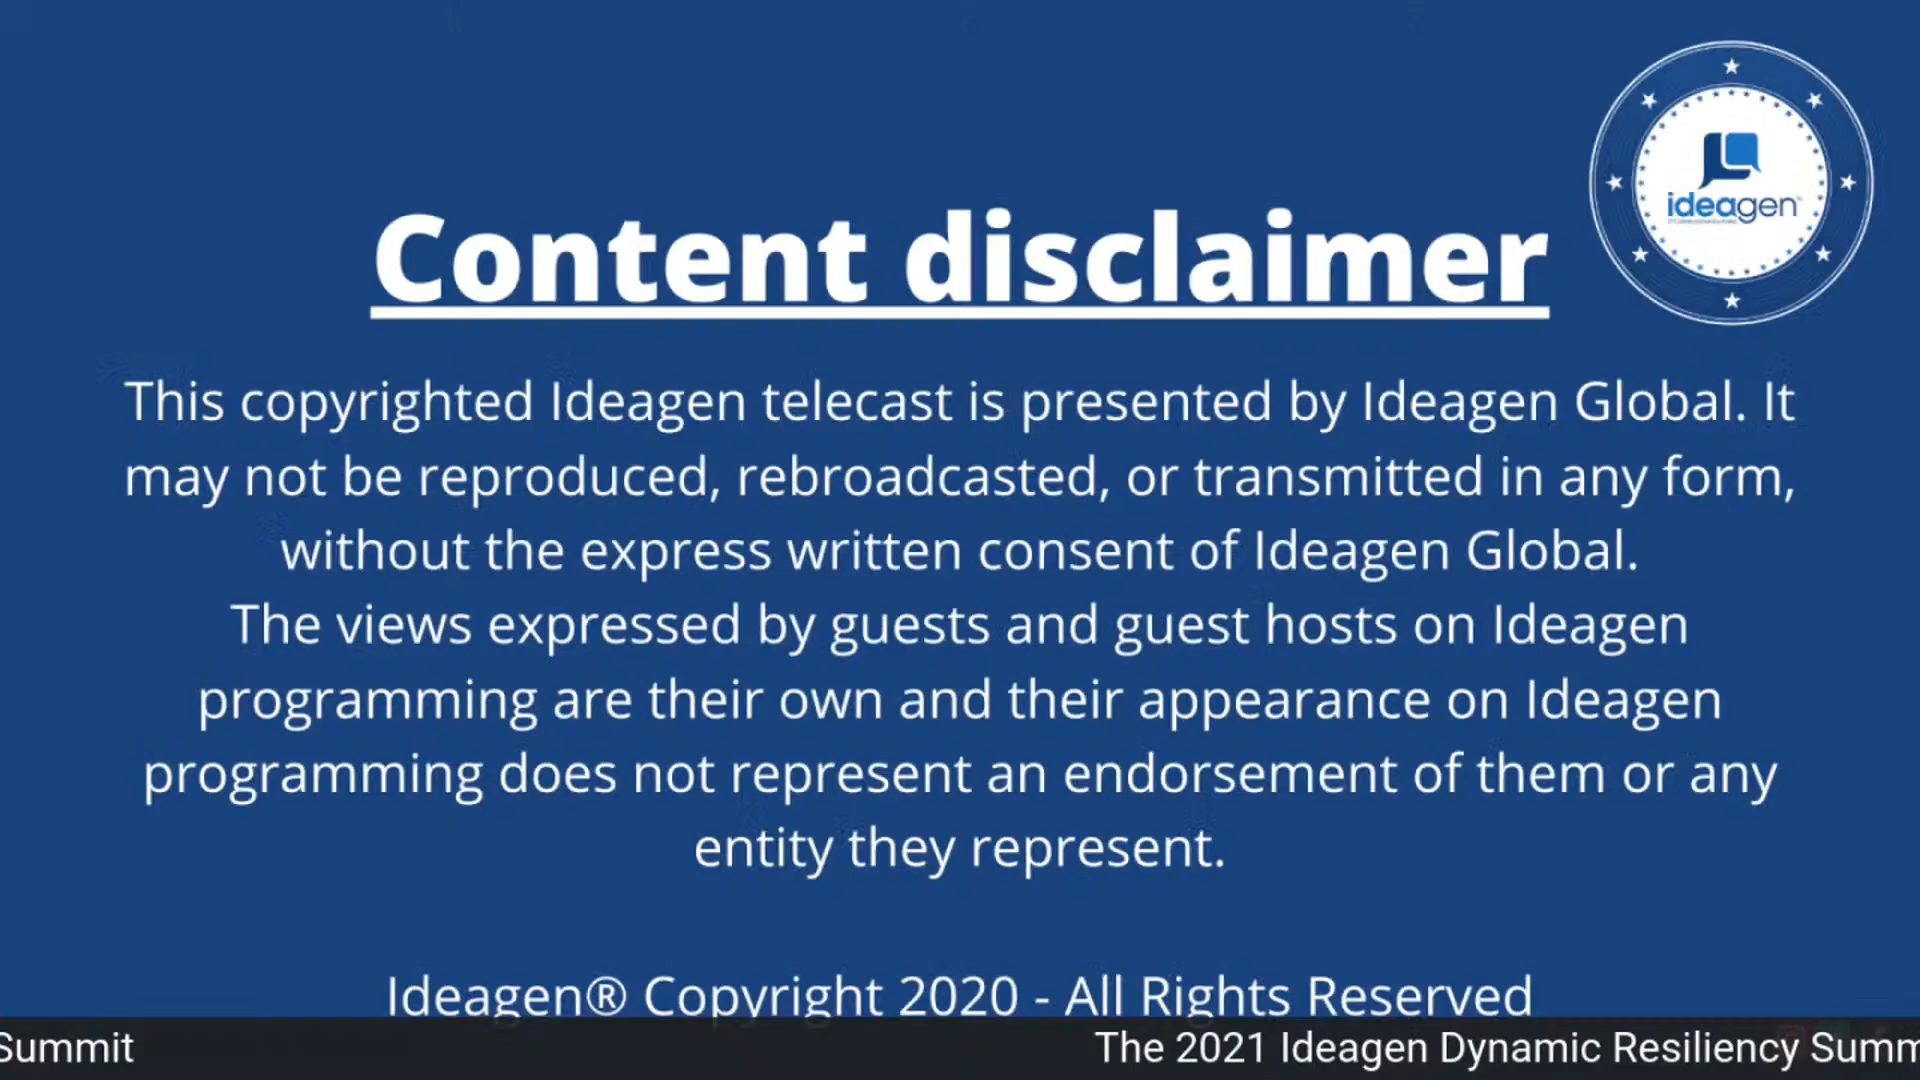 ideagen
Content disclaimer
This copyrighted Ideagen telecast is presented by Ideagen Global. It
may not be reproduced, rebroadcasted, or transmitted in any form,
without the express written consent of Ideagen Global.
The views expressed by guests and guest hosts on Ideagen
programming are their own and their appearance on Ideagen
programming does not represent an endorsement of them or any
entity they represent.
Ideagen® Copyright 2020 - All Rights Reserved
Summit The 2021 Ideagen Dynamic Resiliency Summ